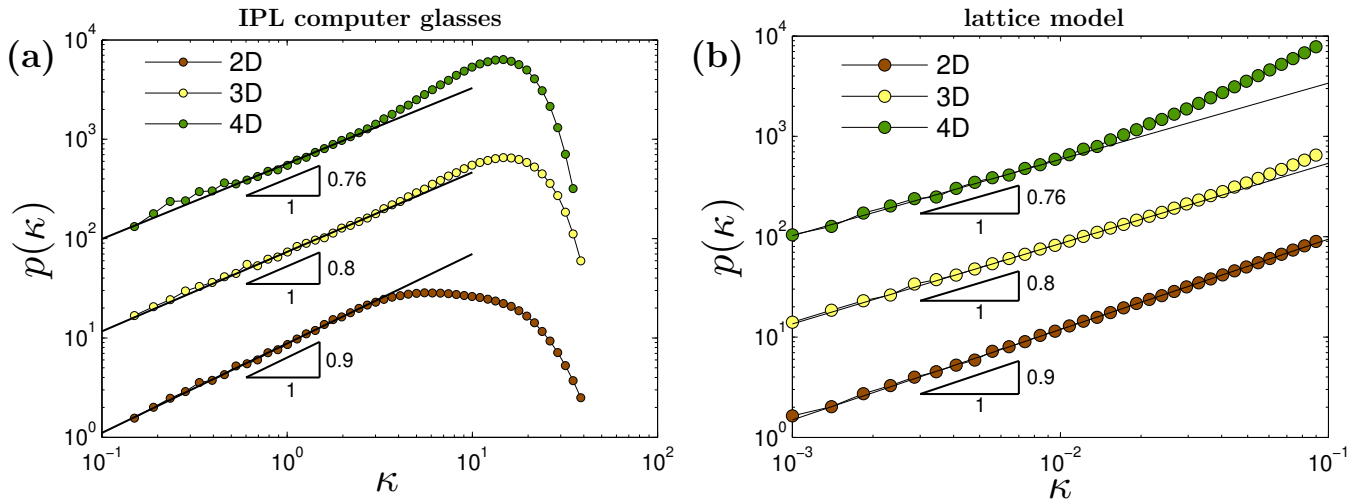 IPL computer glasses
(a)
2D
3D
4D
0.76
1
0.8
1
0.9
1
p(κ)
10^4
10^3
10^2
10^1
10^0
10^-1
10^0
10^1
10^2
κ
lattice model
(b)
2D
3D
4D
0.76
1
0.8
1
0.9
1
p(κ)
10^4
10^3
10^2
10^1
10^0
10^-3
10^-2
10^-1
κ